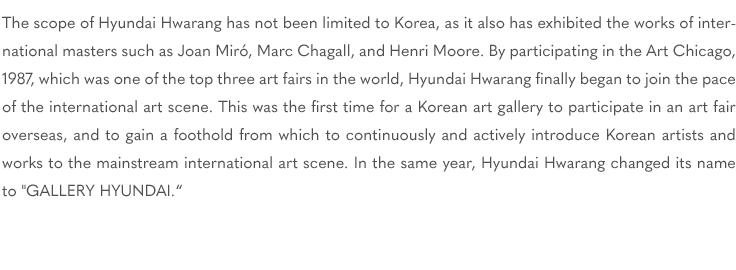 The scope of Hyundai Hwarang has not been limited to Korea, as it also has exhibited the works of inter-
national masters such as Joan Miró, Marc Chagall, and Henri Moore. By participating in the Art Chicago,
1987, which was one of the top three art fairs in the world, Hyundai Hwarang finally began to join the pace
of the international art scene. This was the first time for a Korean art gallery to participate in an art fair
overseas, and to gain a foothold from which to continuously and actively introduce Korean artists and
works to the mainstream international art scene. In the same year, Hyundai Hwarang changed its name
to "GALLERY HYUNDAI.“